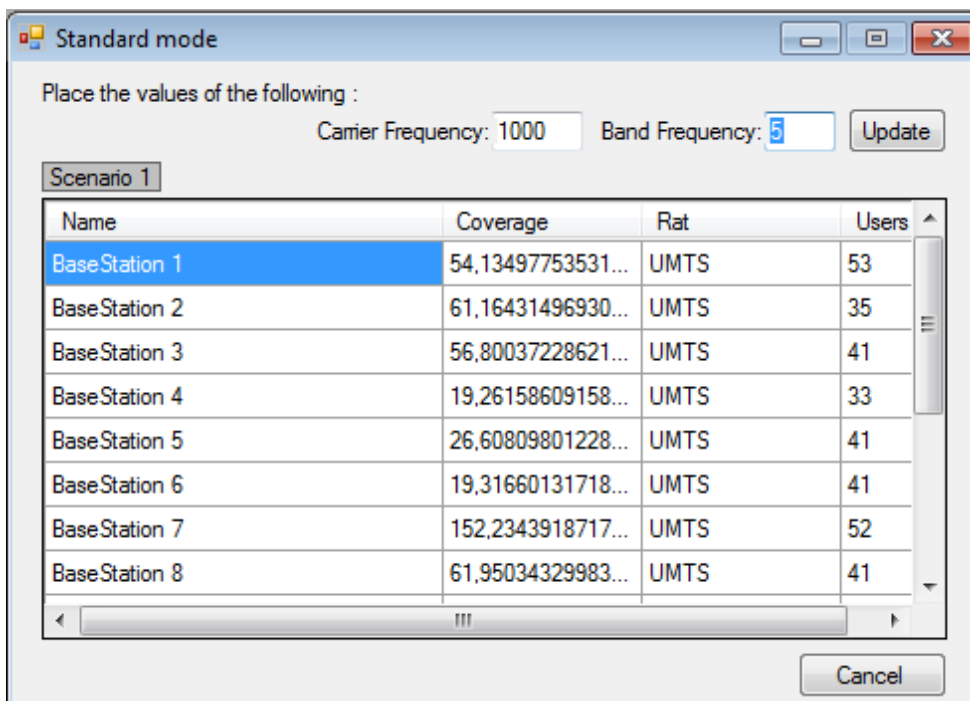 Standard mode
Place the values of the following :
Carrier Frequency: 1000 Band Frequency: 5 Update
Scenario 1
Name Coverage Rat Users
BaseStation 1 54,13497753531... UMTS 53
BaseStation 2 61,16431496930... UMTS 35
BaseStation 3 56,80037228621... UMTS 41
BaseStation 4 19,26158609158... UMTS 33
BaseStation 5 26,60809801228... UMTS 41
BaseStation 6 19,31660131718... UMTS 41
BaseStation 7 152,2343918717... UMTS 52
BaseStation 8 61,95034329983... UMTS 41
Cancel